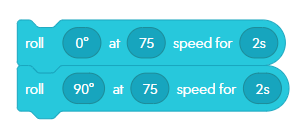 roll 0° at 75 speed for 2s
roll 90° at 75 speed for 2s